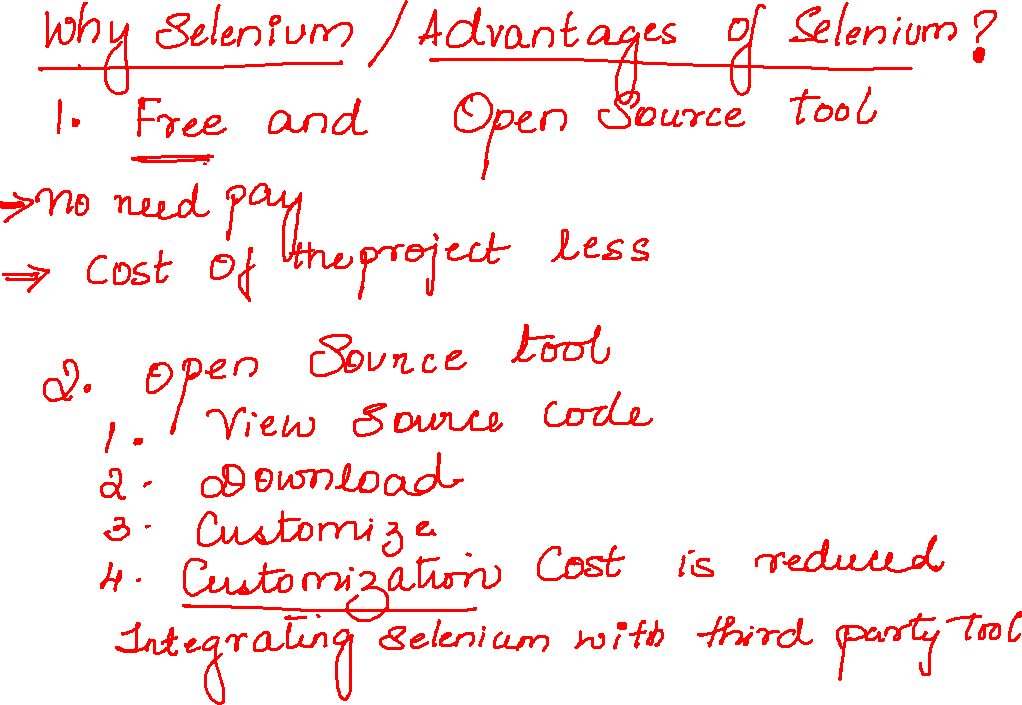 Why Selenium / Advantages of Selenium?
1. Free and Open Source tool
⇒ no need pay
⇒ Cost of the project less
2. Open Source tool
1. View Source code
2. Download
3. Customize
4. Customization Cost is reduced
Integrating Selenium with third party Tool